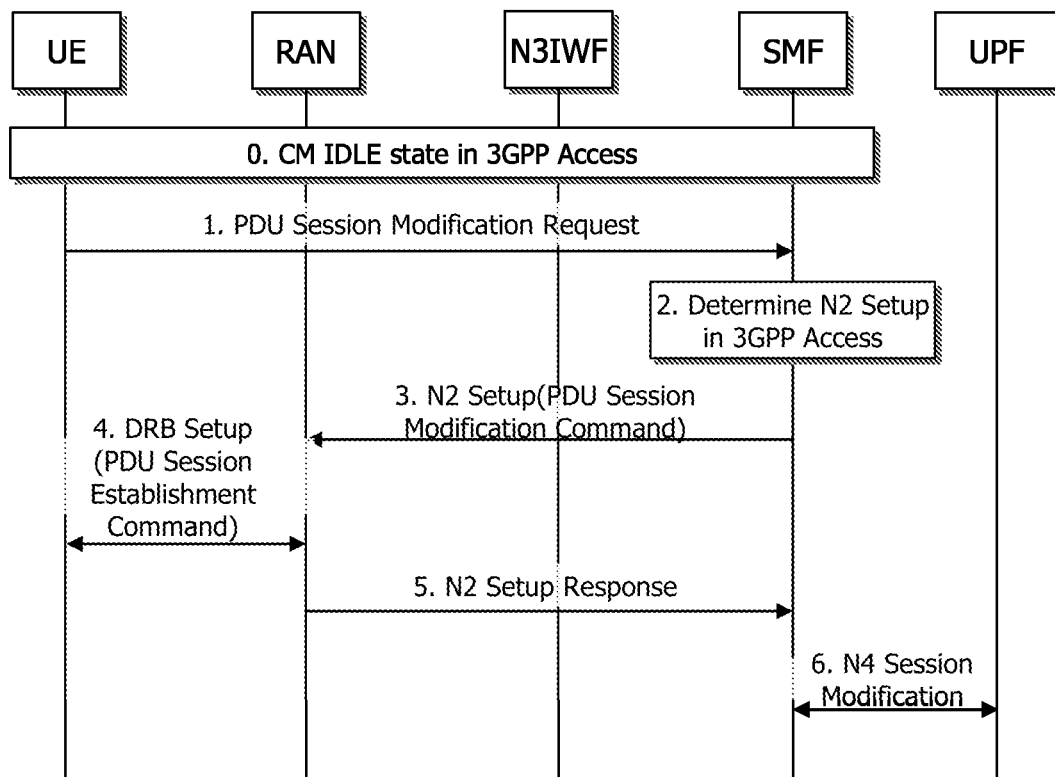 UE
RAN
N3IWF
SMF
UPF
0. CM IDLE state in 3GPP Access
1. PDU Session Modification Request
2. Determine N2 Setup
in 3GPP Access
3. N2 Setup(PDU Session
Modification Command)
4. DRB Setup
(PDU Session
Establishment
Command)
5. N2 Setup Response
6. N4 Session
Modification